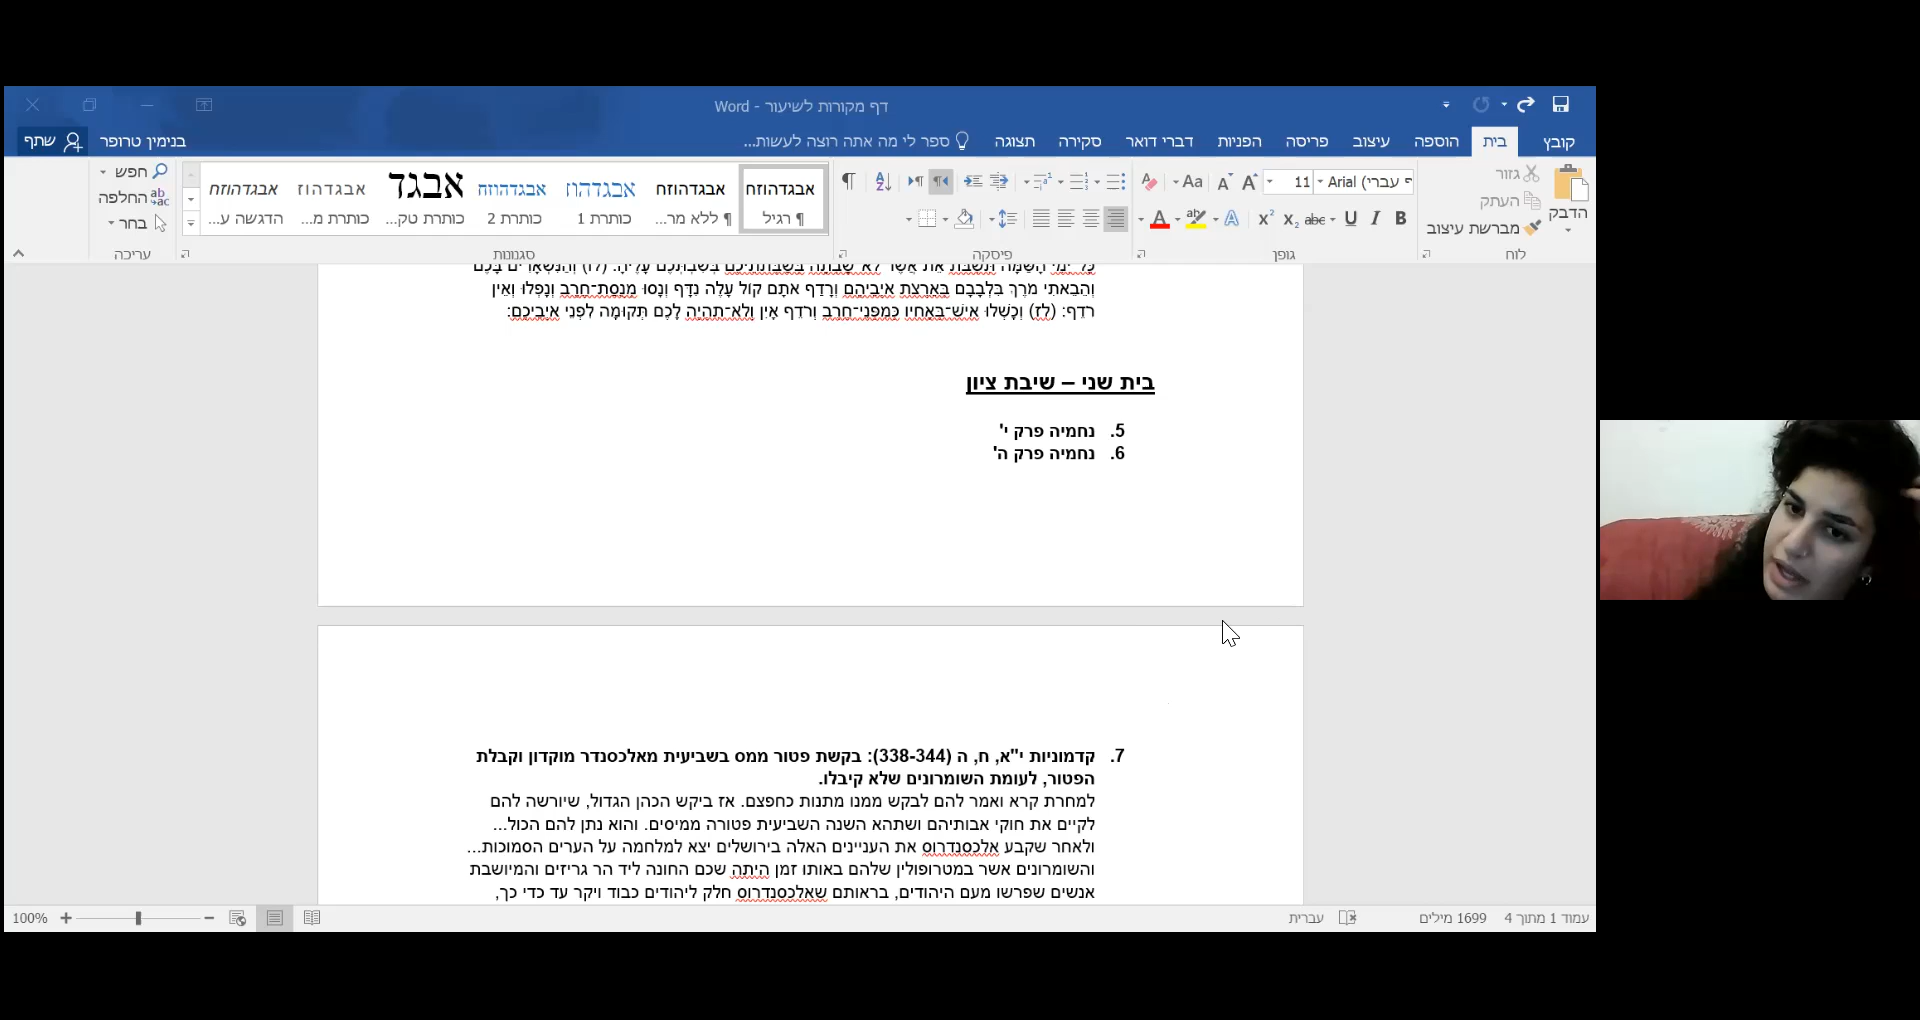 דף מקורות לשיעור - Word
קובץ בית הוספה עיצוב פריסה הפניות דברי דואר סקירה תצוגה ספר לי מה אתה רוצה לעשות... בנימין טרופר שתף
גזור
העתק
מברשת עיצוב
הדבק
לוח
Arial (עברי 11
גופן
פיסקה
אבגדהוזח אבגדהוזח אבגדהוז אבגדהוזח אבגד אבגדהוז אבגדהוזח
¶ רגיל ¶ ללא מר... כותרת 1 כותרת 2 כותרת טק... כותרת מ... הדגשה ע...
סגנונות
חפש
החלפה
בחר
עריכה
כָּל־יְמֵי הׇשַּׁמָּה תִּשְׁבֹּת אֵת אֲשֶׁר לֹא־שָׁבְתָה בְּשַׁבְּתֹתֵיכֶם בְּשִׁבְתְּכֶם עָלֶיהָ: (לו) וְהַנִּשְׁאָרִים בָּכֶם
וְהֵבֵאתִי מֹרֶךְ בִּלְבָבָם בְּאַרְצֹת אֹיְבֵיהֶם וְרָדַף אֹתָם קוֹל עָלֶה נִדָּף וְנָסוּ מְנֻסַת־חֶרֶב וְנָפְלוּ וְאֵין
רֹדֵף: (לז) וְכָשְׁלוּ אִישׁ־בְּאָחִיו כְּמִפְּנֵי־חֶרֶב וְרֹדֵף אָיִן וְלֹא־תִהְיֶה לָכֶם תְּקוּמָה לִפְנֵי אֹיְבֵיכֶם:
בית שני – שיבת ציון
5. נחמיה פרק י'
6. נחמיה פרק ה'
7. קדמוניות י"א, ח, ה (338-344): בקשת פטור ממס בשביעית מאלכסנדר מוקדון וקבלת
הפטור, לעומת השומרונים שלא קיבלו.
למחרת קרא ואמר להם לבקש ממנו מתנות כחפצם. אז ביקש הכהן הגדול, שיורשה להם
לקיים את חוקי אבותיהם ושתהא השנה השביעית פטורה ממיסים. והוא נתן להם הכול...
ולאחר שקבע אלכסנדרוס את העניינים האלה בירושלים יצא למלחמה על הערים הסמוכות...
והשומרונים אשר במטרופולין שלהם באותו זמן היתה שכם החונה ליד הר גריזים והמיושבת
אנשים שפרשו מעם היהודים, בראותם שאלכסנדרוס חלק ליהודים כבוד ויקר עד כדי כך,
עמוד 1 מתוך 4 1699 מילים עברית 100%